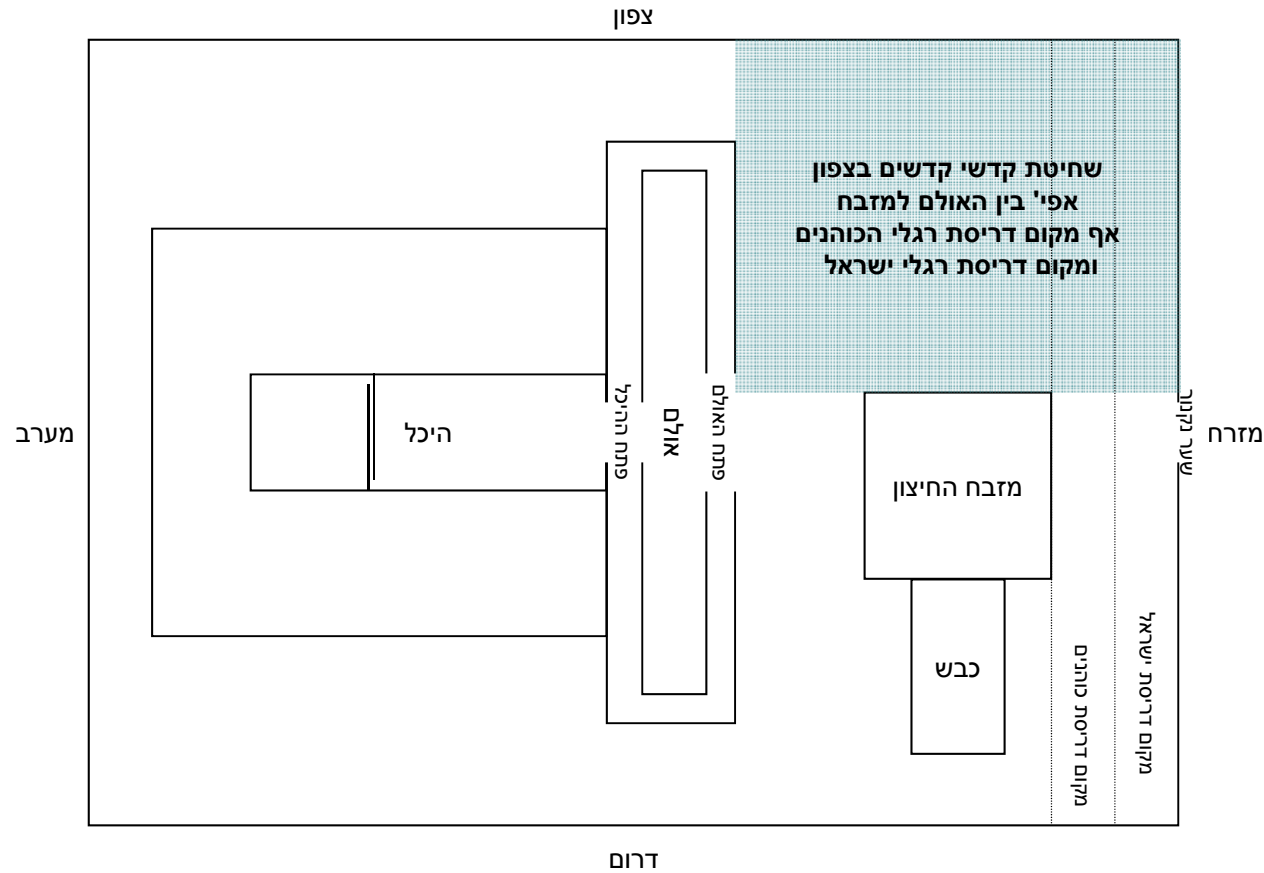 צפון
שחיטת קדשי קדשים בצפון
אפי' בין האולם למזבח
אף מקום דריסת רגלי הכוהנים
ומקום דריסת רגלי ישראל
מזרח
שער נקנור
מערב
היכל
פתח ההיכל
אולם
פתח האולם
מזבח החיצון
כבש
מקום דריסת כוהנים
מקום דריסת ישראל
דרום